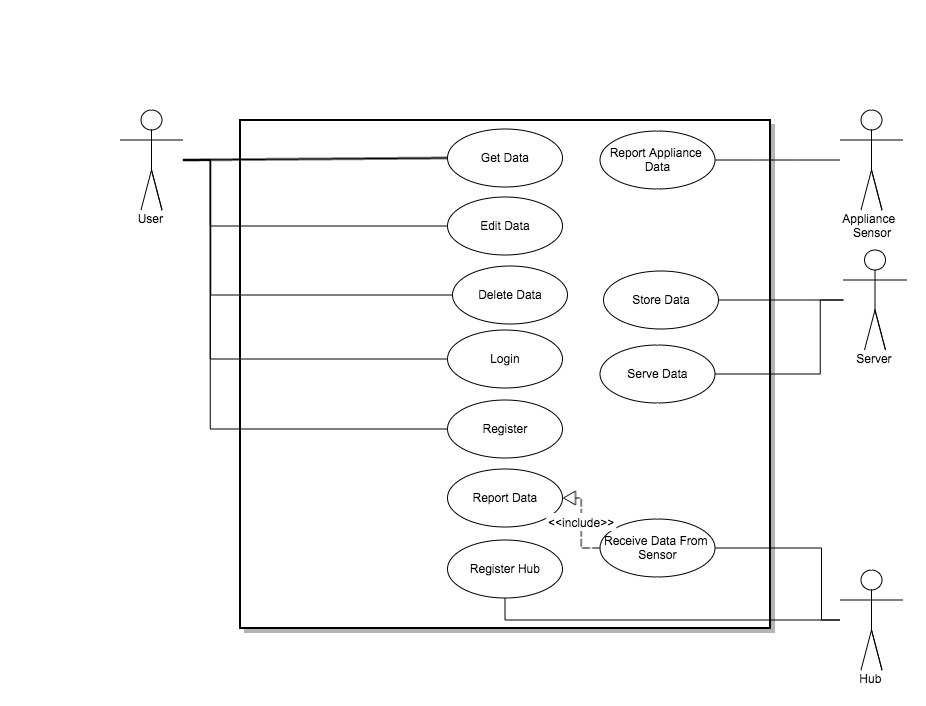 User
Get Data
Edit Data
Delete Data
Login
Register
Report Data
<<include>>
Register Hub
Report Appliance
Data
Store Data
Serve Data
Receive Data From
Sensor
Appliance
Sensor
Server
Hub